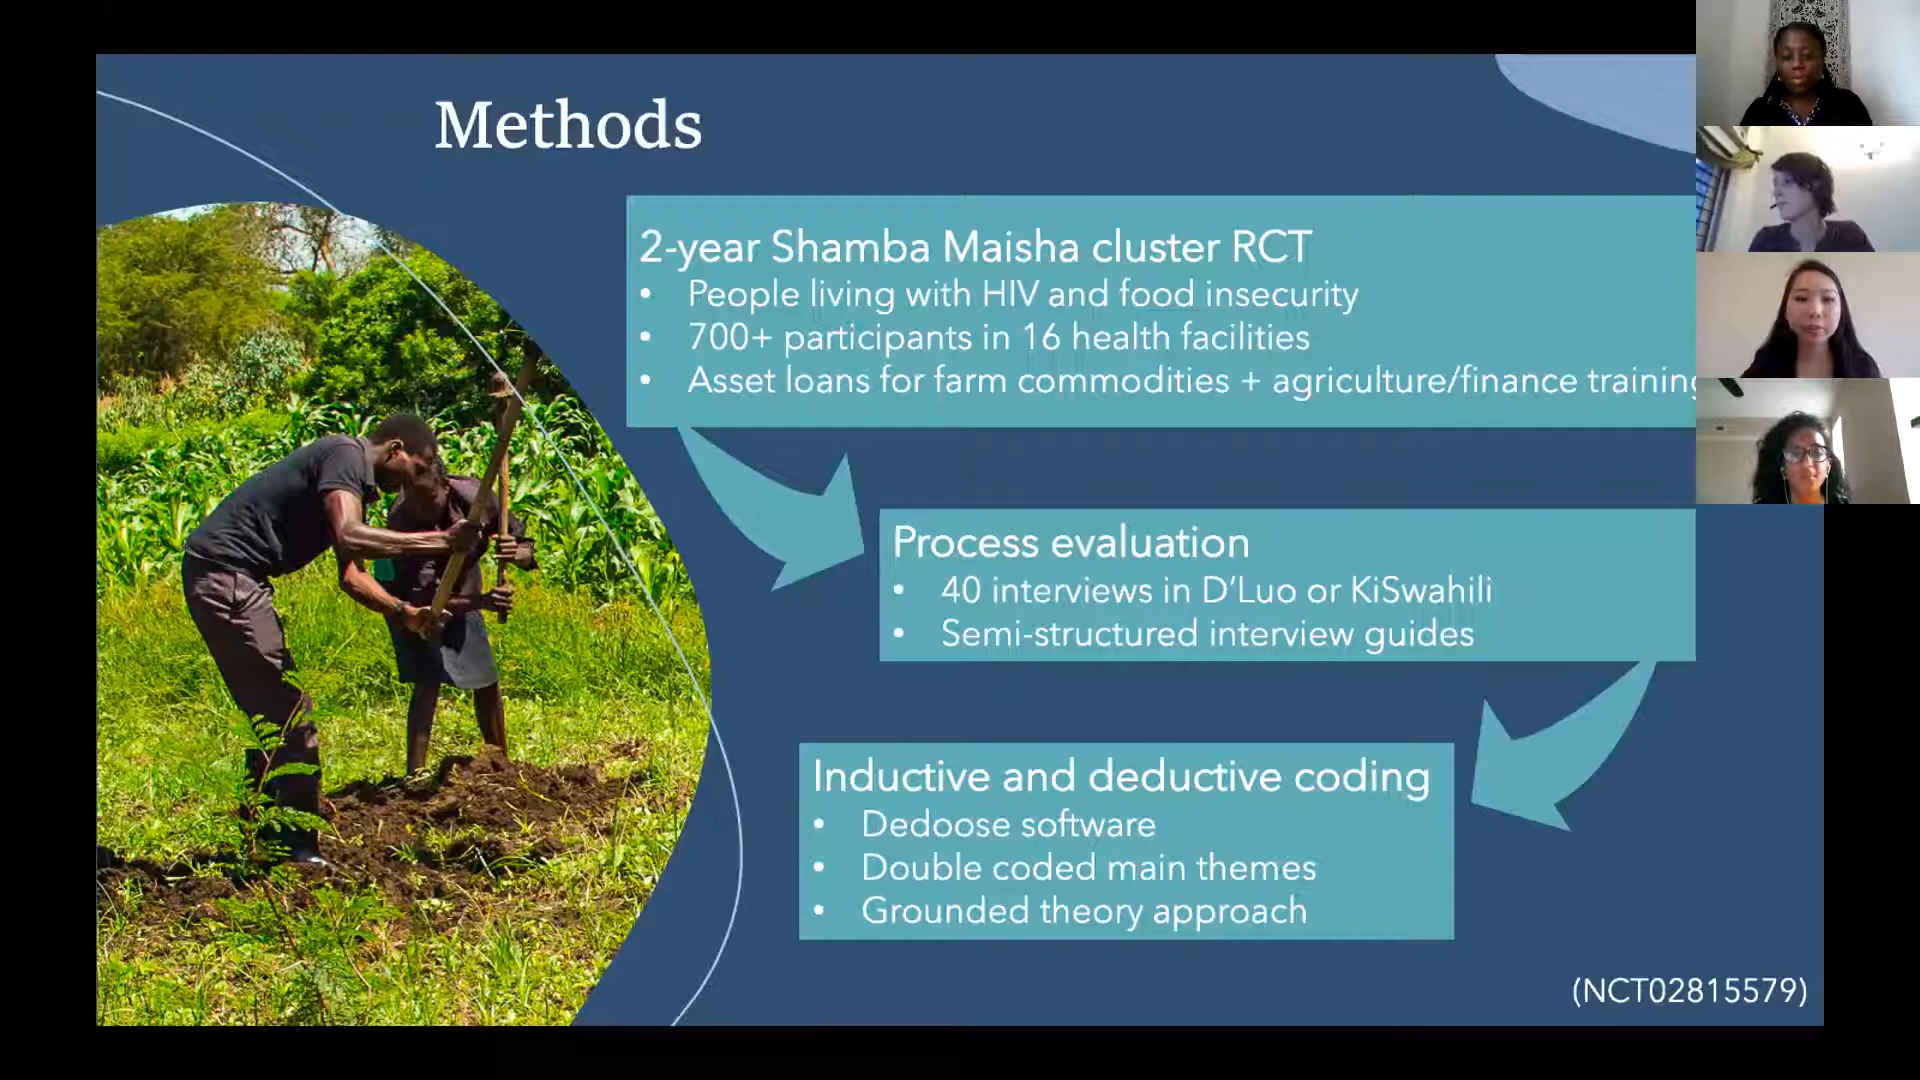 Methods
2-year Shamba Maisha cluster RCT
• People living with HIV and food insecurity
• 700+ participants in 16 health facilities
• Asset loans for farm commodities + agriculture/finance training
Process evaluation
• 40 interviews in D’Luo or KiSwahili
• Semi-structured interview guides
Inductive and deductive coding
• Dedoose software
• Double coded main themes
• Grounded theory approach
(NCT02815579)